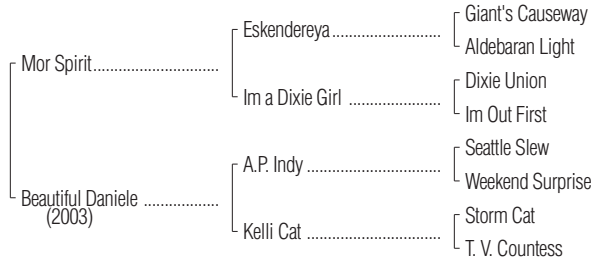 Giant's Causeway
Eskendereya
Aldebaran Light
Mor Spirit
Dixie Union
Im a Dixie Girl
Im Out First
Seattle Slew
A.P. Indy
Weekend Surprise
Beautiful Daniele
(2003)
Storm Cat
Kelli Cat
T. V. Countess